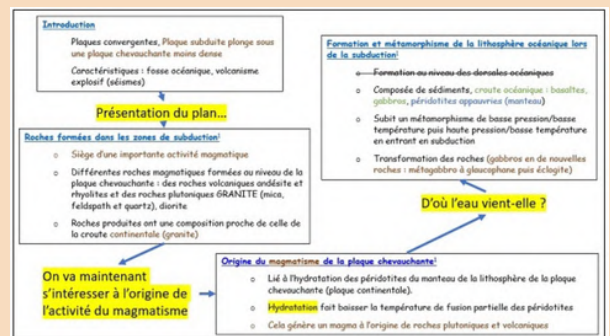 Introduction
Plaques convergentes, Plaque subduite plonge sous
une plaque chevauchante moins dense
Caractéristiques : fosse océanique, volcanisme
explosif (séismes)
Présentation du plan…
Roches formées dans les zones de subduction!
o Siège d'une importante activité magmatique
o Différentes roches magmatiques formées au niveau de la
plaque chevauchante : des roches volcaniques andésite et
rhyolites et des roches plutoniques GRANITE (mica,
feldspath et quartz), diorite
o Roches produites ont une composition proche de celle de
la croute continentale (granite)
On va maintenant
s'intéresser à l'origine de
l'activité du magmatisme
Origine du magmatisme de la plaque chevauchante!
o Lié à l'hydratation des péridotites du manteau de la lithosphère de la plaque
chevauchante (plaque continentale).
o Hydratation fait baisser la température de fusion partielle des péridotites
o Cela génère un magma à l'origine de roches plutoniques et volcaniques
D'où l'eau vient-elle ?
Formation et métamorphisme de la lithosphère océanique lors
de la subduction!
o Formation au niveau des dorsales océaniques
o Composée de sédiments, croute océanique : basaltes,
gabbros, péridotites appauvries (manteau)
o Subit un métamorphisme de basse pression/basse
température puis haute pression/basse température
en entrant en subduction
o Transformation des roches (gabbros en de nouvelles
roches : métagabbro à glaucophane puis éclogite)